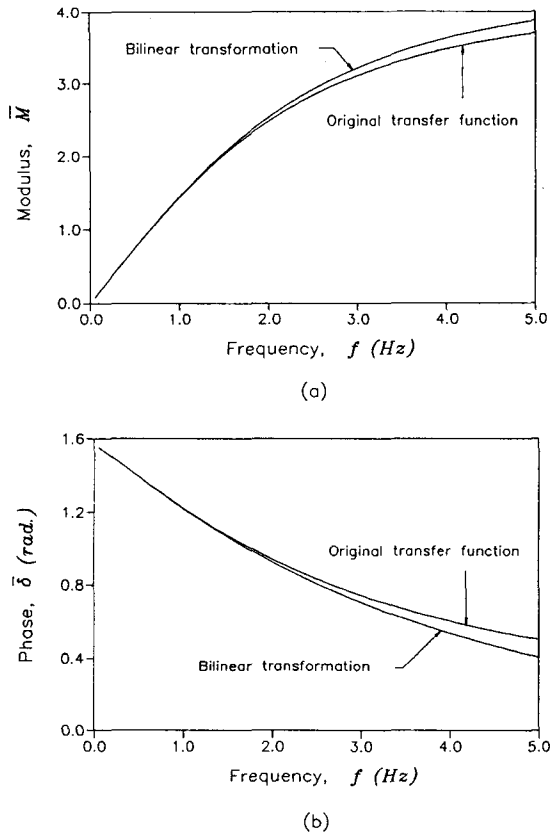 4.0
Bilinear transformation
3.0
Original transfer function
2.0
1.0
0.0
Modulus, M̅
0.0 1.0 2.0 3.0 4.0 5.0
Frequency, f (Hz)
(a)
1.6
1.2
Original transfer function
0.8
Bilinear transformation
0.4
0.0
Phase, δ̅ (rad.)
0.0 1.0 2.0 3.0 4.0 5.0
Frequency, f (Hz)
(b)